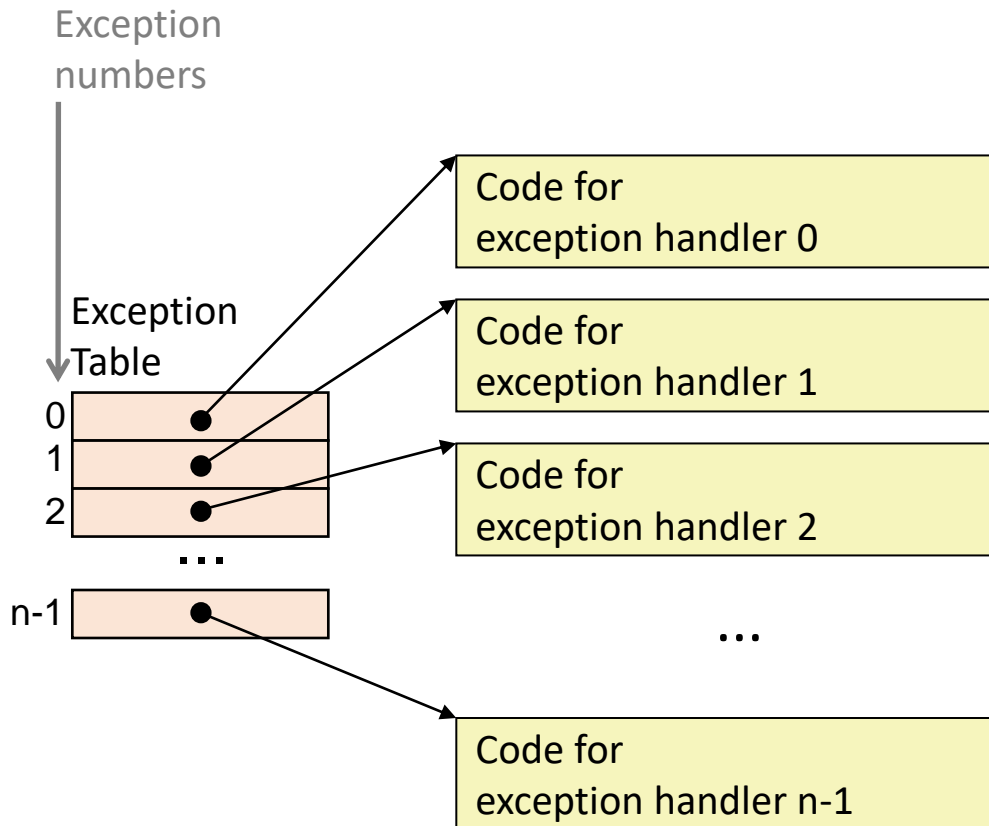 Exception
numbers
Exception
Table
0
1
2
...
n-1
Code for
exception handler 0
Code for
exception handler 1
Code for
exception handler 2
...
Code for
exception handler n-1